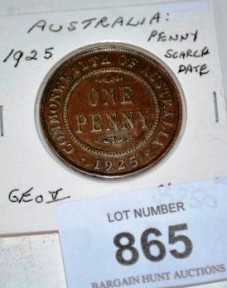 AUSTRALIA:
1925 PENNY
SCARCE
DATE
COMMONWEALTH OF AUSTRALIA
ONE
PENNY
1925
GEO V
LOT NUMBER
865
BARGAIN HUNT AUCTIONS